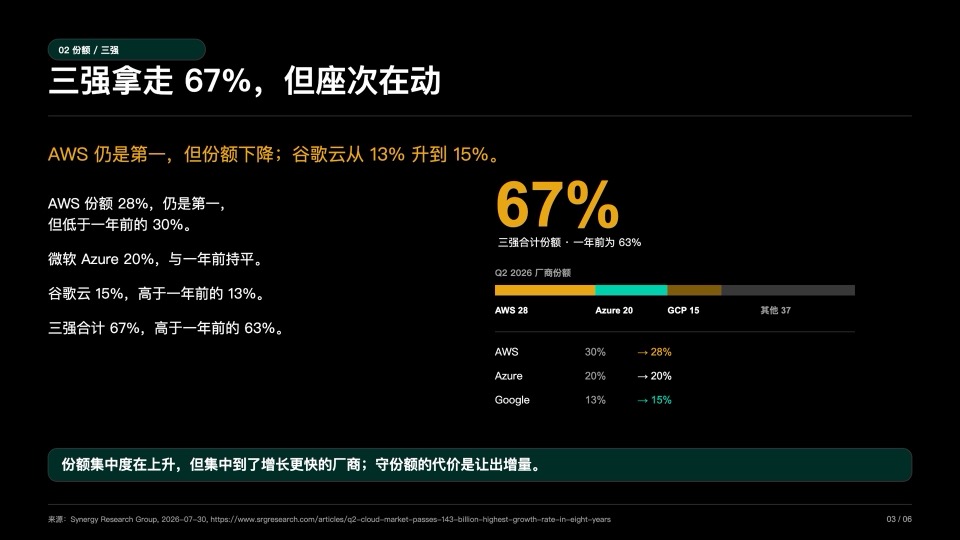 02 份额 / 三强
三强拿走 67%，但座次在动
AWS 仍是第一，但份额下降；谷歌云从 13% 升到 15%。
AWS 份额 28%，仍是第一，
但低于一年前的 30%。
微软 Azure 20%，与一年前持平。
谷歌云 15%，高于一年前的 13%。
三强合计 67%，高于一年前的 63%。
67%
三强合计份额 · 一年前为 63%
Q2 2026 厂商份额
AWS 28 Azure 20 GCP 15 其他 37
AWS 30% → 28%
Azure 20% → 20%
Google 13% → 15%
份额集中度在上升，但集中到了增长更快的厂商；守份额的代价是让出增量。
来源：Synergy Research Group, 2026-07-30, https://www.srgresearch.com/articles/q2-cloud-market-passes-143-billion-highest-growth-rate-in-eight-years
03 / 06